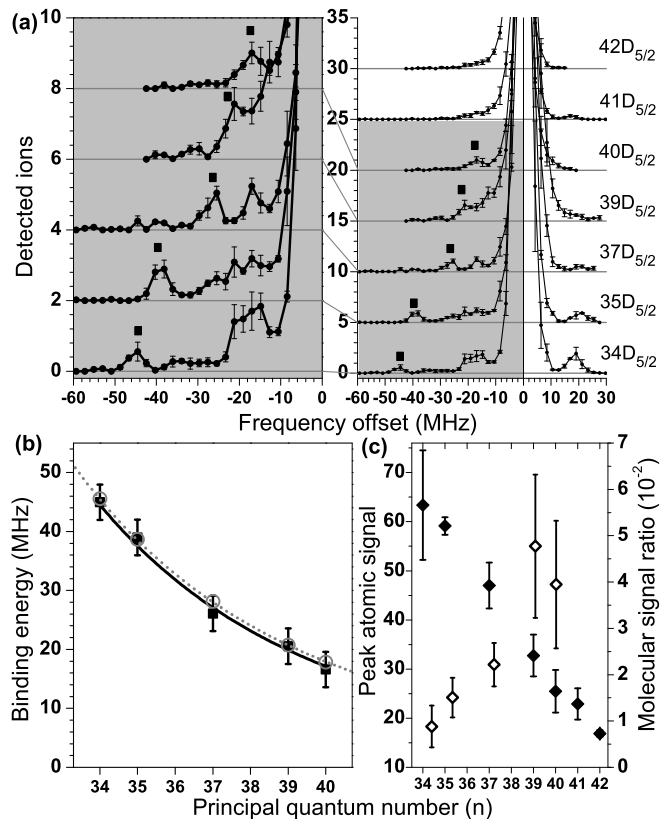 (a)
10
8
6
4
2
0
Detected ions
-60 -50 -40 -30 -20 -10 0
35
30
25
20
15
10
5
0
42D5/2
41D5/2
40D5/2
39D5/2
37D5/2
35D5/2
34D5/2
-60 -50 -40 -30 -20 -10 0 10 20 30
Frequency offset (MHz)
(b)
50
40
30
20
10
0
Binding energy (MHz)
34 35 36 37 38 39 40
(c)
70
60
50
40
30
20
10
Peak atomic signal
7
6
5
4
3
2
1
0
Molecular signal ratio (10⁻²)
34 35 36 37 38 39 40 41 42
Principal quantum number (n)